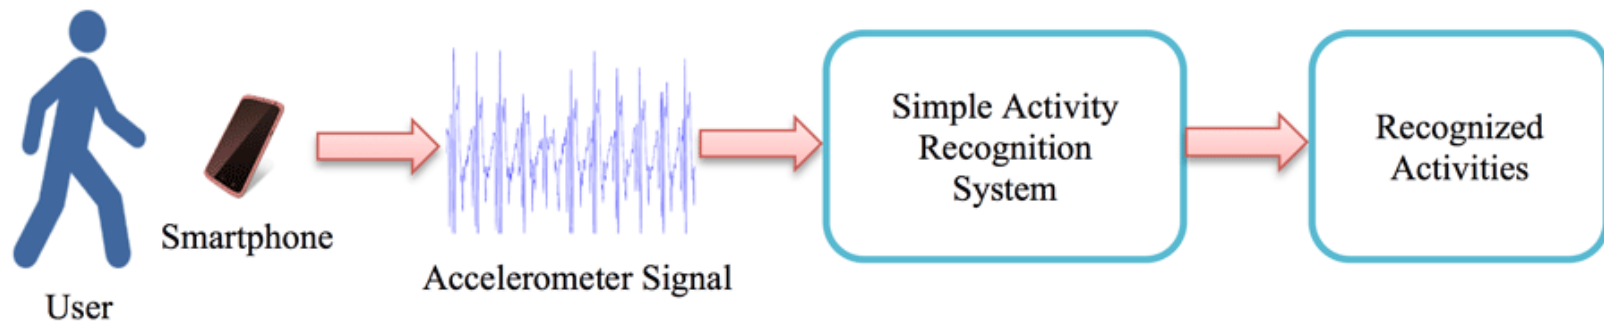 User
Smartphone
Accelerometer Signal
Simple Activity
Recognition
System
Recognized
Activities